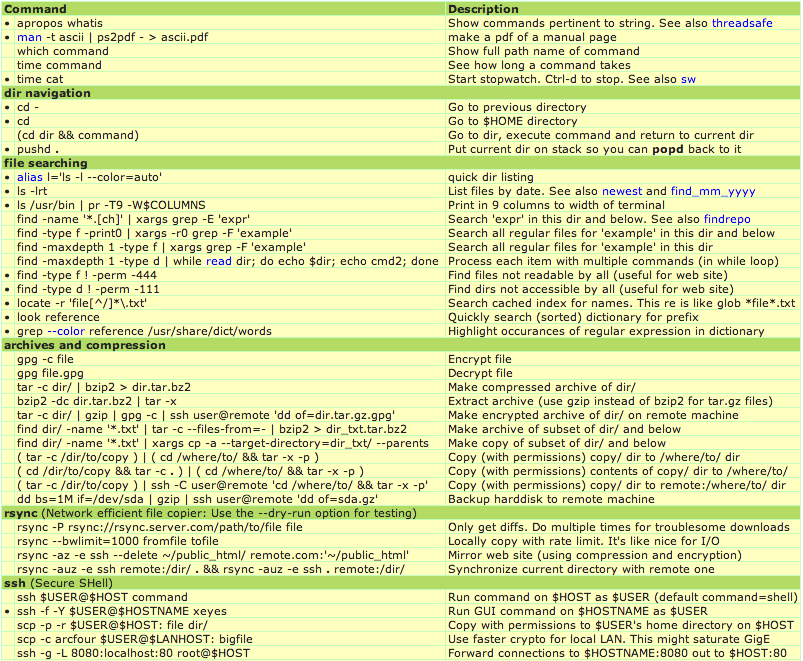 Command Description
• apropos whatis Show commands pertinent to string. See also threadsafe
• man -t ascii | ps2pdf - > ascii.pdf make a pdf of a manual page
which command Show full path name of command
time command See how long a command takes
• time cat Start stopwatch. Ctrl-d to stop. See also sw
dir navigation
• cd - Go to previous directory
• cd Go to $HOME directory
(cd dir && command) Go to dir, execute command and return to current dir
• pushd . Put current dir on stack so you can popd back to it
file searching
• alias l='ls -l --color=auto' quick dir listing
• ls -lrt List files by date. See also newest and find_mm_yyyy
• ls /usr/bin | pr -T9 -W$COLUMNS Print in 9 columns to width of terminal
find -name '*.[ch]' | xargs grep -E 'expr' Search 'expr' in this dir and below. See also findrepo
find -type f -print0 | xargs -r0 grep -F 'example' Search all regular files for 'example' in this dir and below
find -maxdepth 1 -type f | xargs grep -F 'example' Search all regular files for 'example' in this dir
find -maxdepth 1 -type d | while read dir; do echo $dir; echo cmd2; done Process each item with multiple commands (in while loop)
• find -type f ! -perm -444 Find files not readable by all (useful for web site)
• find -type d ! -perm -111 Find dirs not accessible by all (useful for web site)
• locate -r 'file[^/]*\.txt' Search cached index for names. This re is like glob *file*.txt
• look reference Quickly search (sorted) dictionary for prefix
• grep --color reference /usr/share/dict/words Highlight occurances of regular expression in dictionary
archives and compression
gpg -c file Encrypt file
gpg file.gpg Decrypt file
tar -c dir/ | bzip2 > dir.tar.bz2 Make compressed archive of dir/
bzip2 -dc dir.tar.bz2 | tar -x Extract archive (use gzip instead of bzip2 for tar.gz files)
tar -c dir/ | gzip | gpg -c | ssh user@remote 'dd of=dir.tar.gz.gpg' Make encrypted archive of dir/ on remote machine
find dir/ -name '*.txt' | tar -c --files-from=- | bzip2 > dir_txt.tar.bz2 Make archive of subset of dir/ and below
find dir/ -name '*.txt' | xargs cp -a --target-directory=dir_txt/ --parents Make copy of subset of dir/ and below
( tar -c /dir/to/copy ) | ( cd /where/to/ && tar -x -p ) Copy (with permissions) copy/ dir to /where/to/ dir
( cd /dir/to/copy && tar -c . ) | ( cd /where/to/ && tar -x -p ) Copy (with permissions) contents of copy/ dir to /where/to/
( tar -c /dir/to/copy ) | ssh -C user@remote 'cd /where/to/ && tar -x -p' Copy (with permissions) copy/ dir to remote:/where/to/ dir
dd bs=1M if=/dev/sda | gzip | ssh user@remote 'dd of=sda.gz' Backup harddisk to remote machine
rsync (Network efficient file copier: Use the --dry-run option for testing)
rsync -P rsync://rsync.server.com/path/to/file file Only get diffs. Do multiple times for troublesome downloads
rsync --bwlimit=1000 fromfile tofile Locally copy with rate limit. It's like nice for I/O
rsync -az -e ssh --delete ~/public_html/ remote.com:'~/public_html' Mirror web site (using compression and encryption)
rsync -auz -e ssh remote:/dir/ . && rsync -auz -e ssh . remote:/dir/ Synchronize current directory with remote one
ssh (Secure SHell)
ssh $USER@$HOST command Run command on $HOST as $USER (default command=shell)
• ssh -f -Y $USER@$HOSTNAME xeyes Run GUI command on $HOSTNAME as $USER
scp -p -r $USER@$HOST: file dir/ Copy with permissions to $USER's home directory on $HOST
scp -c arcfour $USER@$LANHOST: bigfile Use faster crypto for local LAN. This might saturate GigE
ssh -g -L 8080:localhost:80 root@$HOST Forward connections to $HOSTNAME:8080 out to $HOST:80